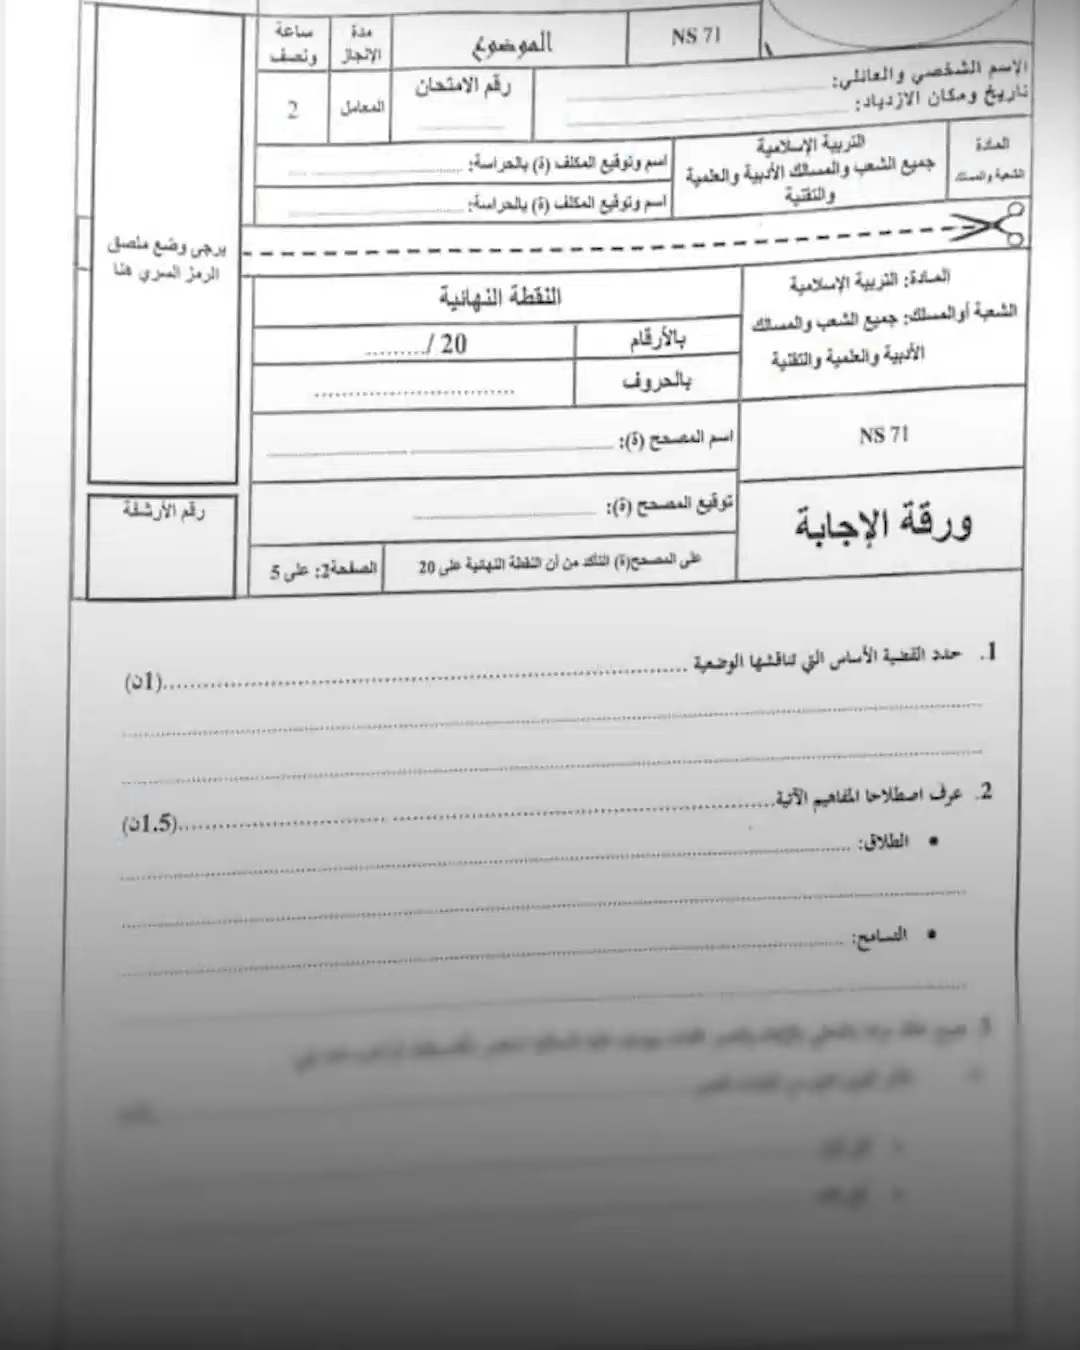 ساعة ونصف
مدة الإنجاز
الموضوع
NS 71
2
المعامل
رقم الامتحان
الاسم الشخصي والعائلي:
تاريخ ومكان الازدياد:
المادة
الشعبة والمسلك
التربية الإسلامية
جميع الشعب والمسالك الأدبية والعلمية
والتقنية
اسم وتوقيع المكلف (ة) بالحراسة:
اسم وتوقيع المكلف (ة) بالحراسة:
يرجى وضع ملصق
الرمز السري هنا
المادة: التربية الإسلامية
الشعبة أوالمسلك: جميع الشعب والمسالك
الأدبية والعلمية والتقنية
النقطة النهائية
بالأرقام
........./ 20
بالحروف
NS 71
اسم المصحح (ة):
توقيع المصحح (ة):
ورقة الإجابة
رقم الأرشفة
على المصحح(ة) التأكد من أن النقطة النهائية على 20
الصفحة2: على 5
1. حدد القضية الأساس التي تناقشها الوضعية ..........(1ن)
2. عرف اصطلاحا المفاهيم الآتية..........(1.5ن)
• الطلاق:
• التسامح: